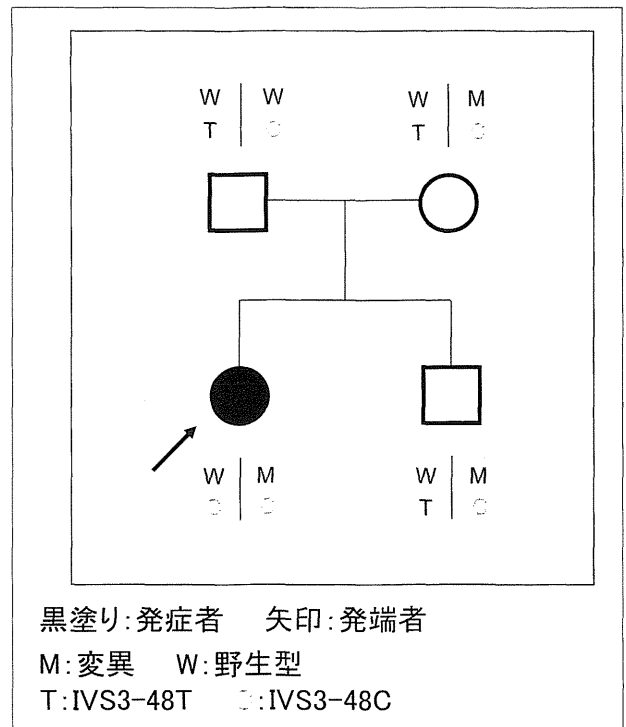 W | W W | M
T | C T | C
W | M W | M
C | C T | C
黒塗り:発症者 矢印:発端者
M:変異 W:野生型
T:IVS3-48T C:IVS3-48C